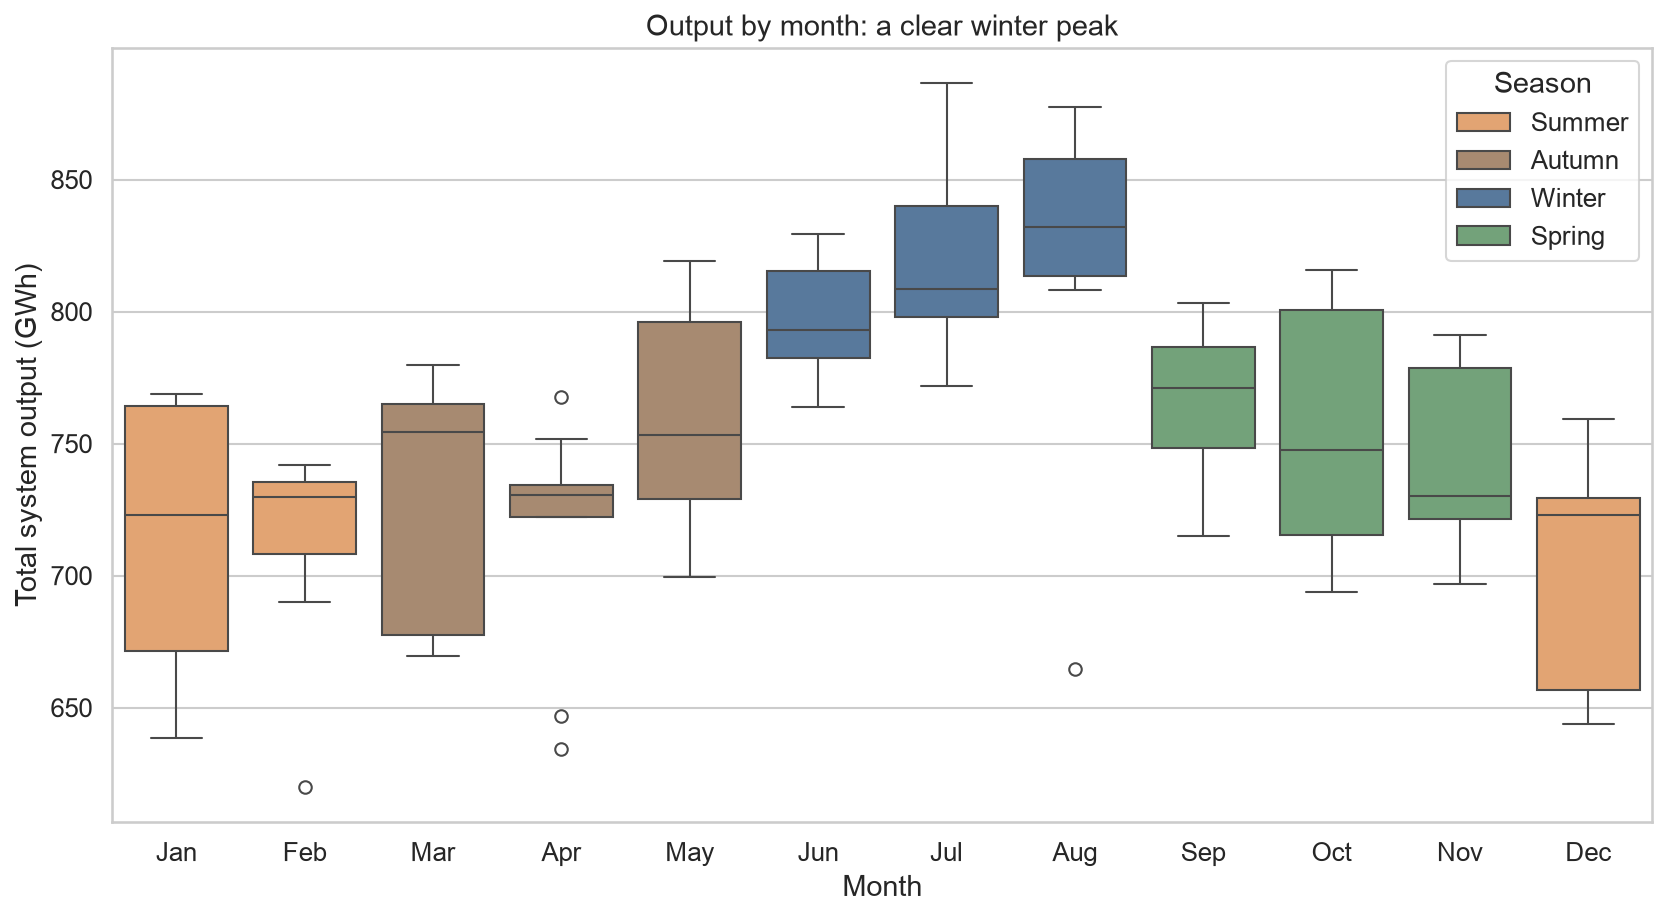 Output by month: a clear winter peak
Season
Summer
Autumn
Winter
Spring
Total system output (GWh)
850
800
750
700
650
Jan Feb Mar Apr May Jun Jul Aug Sep Oct Nov Dec
Month